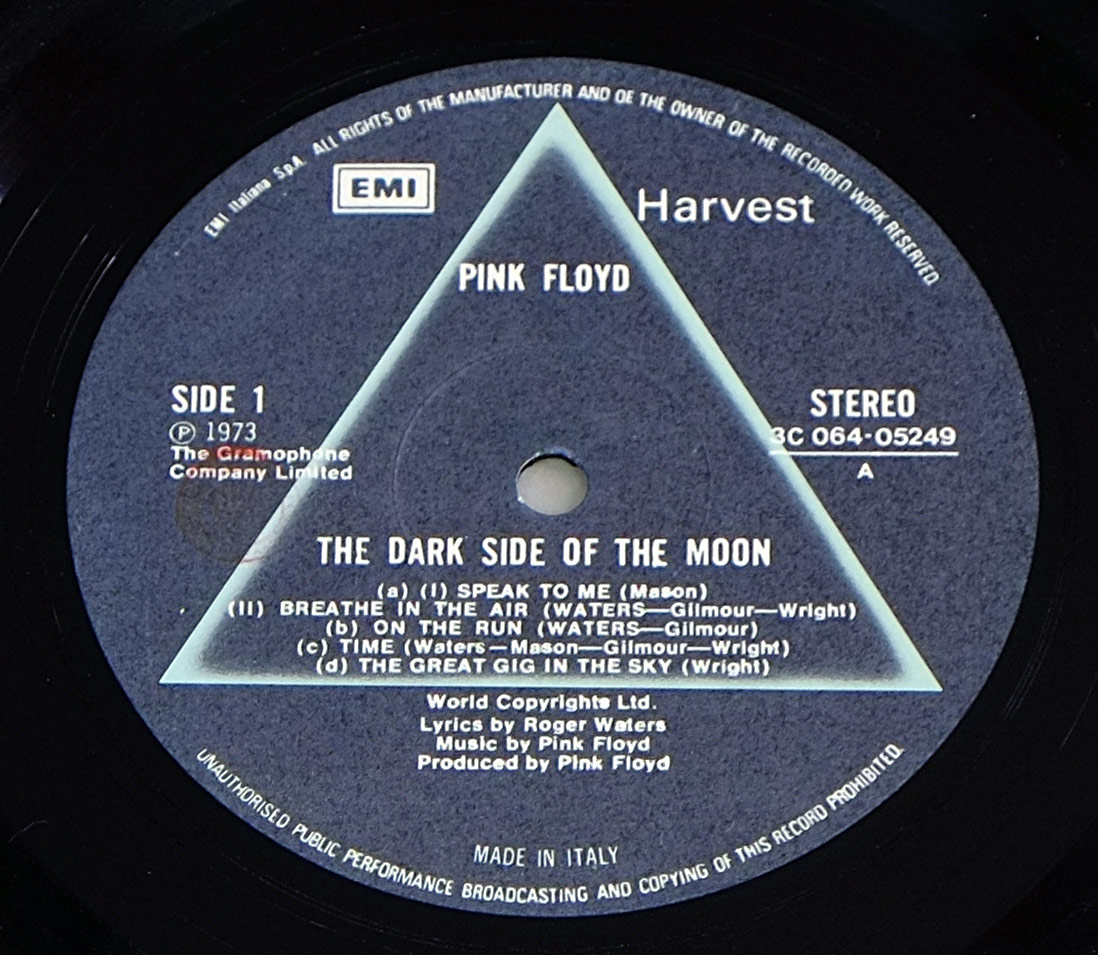 EMI Italiana S.p.A. ALL RIGHTS OF THE MANUFACTURER AND OE THE OWNER OF THE RECORDED WORK RESERVED.
EMI
Harvest
PINK FLOYD
SIDE 1
℗ 1973
The Gramophone
Company Limited
STEREO
3C 064-05249
A
THE DARK SIDE OF THE MOON
(a) (I) SPEAK TO ME (Mason)
(II) BREATHE IN THE AIR (WATERS—Gilmour—Wright)
(b) ON THE RUN (WATERS—Gilmour)
(c) TIME (Waters—Mason—Gilmour—Wright)
(d) THE GREAT GIG IN THE SKY (Wright)
World Copyrights Ltd.
Lyrics by Roger Waters
Music by Pink Floyd
Produced by Pink Floyd
MADE IN ITALY
UNAUTHORISED PUBLIC PERFORMANCE BROADCASTING AND COPYING OF THIS RECORD PROHIBITED.